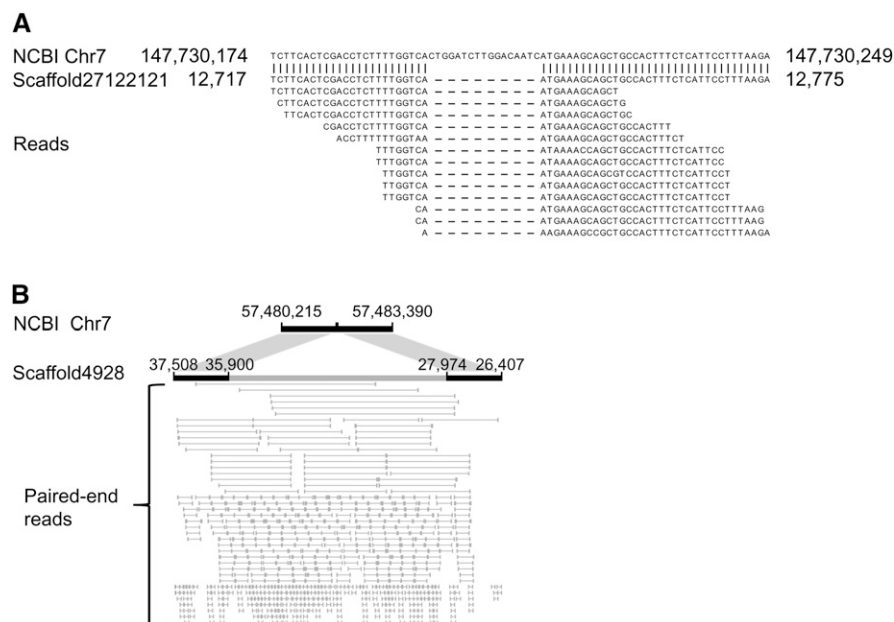 A
NCBI Chr7 147,730,174 TCTTCACTCGACCTCTTTTGGTCACTGGATCTTGGACAATCATGAAAGCAGCTGCCACTTTCTCATTCCTTTAAGA 147,730,249
Scaffold27122121 12,717 TCTTCACTCGACCTCTTTTGGTCA – – – – – – – – – ATGAAAGCAGCTGCCACTTTCTCATTCCTTTAAGA 12,775
TCTTCACTCGACCTCTTTTGGTCA – – – – – – – – – ATGAAAGCAGCT
CTTCACTCGACCTCTTTTGGTCA – – – – – – – – – ATGAAAGCAGCTG
TTCACTCGACCTCTTTTGGTCA – – – – – – – – – ATGAAAGCAGCTGC
CGACCTCTTTTGGTCA – – – – – – – – – ATGAAAGCAGCTGCCACTTT
Reads
ACCTTTTTTGGTAA – – – – – – – – – ATGAAAGCAGCTGCCACTTTCT
TTTGGTCA – – – – – – – – – ATAAAACCAGCTGCCACTTTCTCATTCC
TTTGGTCA – – – – – – – – – ATAAAAGCAGCTGCCACTTTCTCATTCC
TTGGTCA – – – – – – – – – ATGAAAGCAGCGTCCACTTTCTCATTCCT
TTGGTCA – – – – – – – – – ATGAAAGCAGCTGCCACTTTCTCATTCCT
TTGGTCA – – – – – – – – – ATGAAAGCAGCTGCCACTTTCTCATTCCT
CA – – – – – – – – – ATGAAAGCAGCTGCCACTTTCTCATTCCTTTAAG
CA – – – – – – – – – ATGAAAGCAGCTGCCACTTTCTCATTCCTTTAAG
A – – – – – – – – – AAGAAAGCCGCTGCCACTTTCTCATTCCTTTAAGA
B
57,480,215 57,483,390
NCBI Chr7
37,508 35,900 27,974 26,407
Scaffold4928
Paired-end
reads